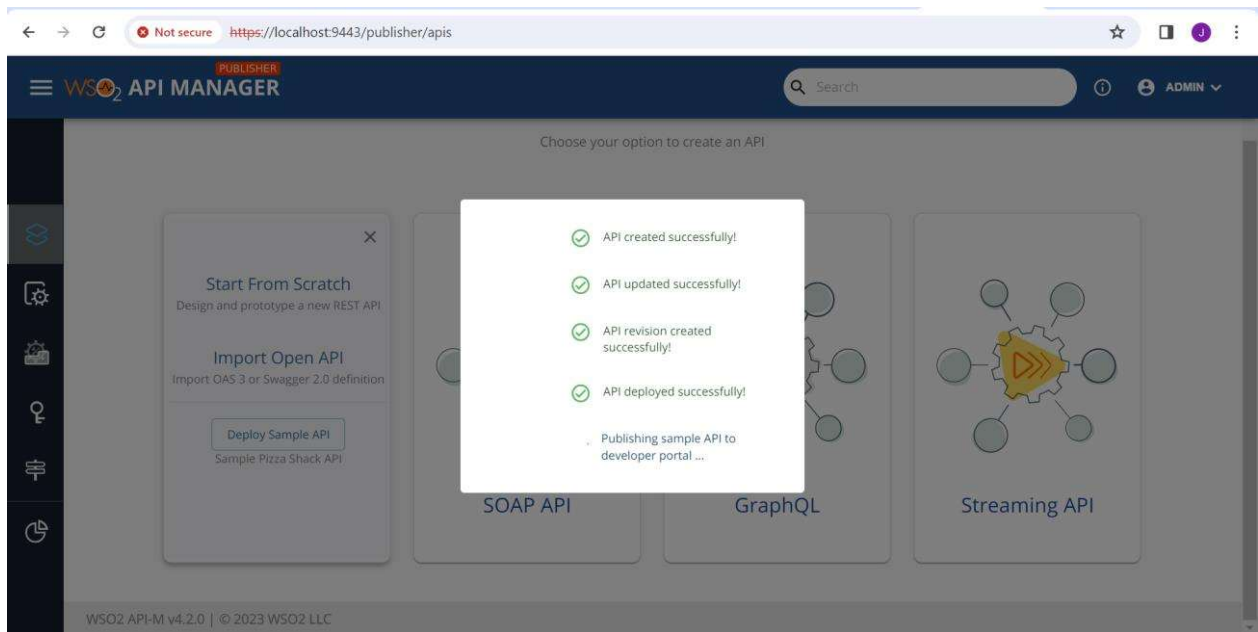 Not secure https://localhost:9443/publisher/apis
J
PUBLISHER
WSO2 API MANAGER
Search
ADMIN
Choose your option to create an API
Start From Scratch
Design and prototype a new REST API
Import Open API
Import OAS 3 or Swagger 2.0 definition
Deploy Sample API
Sample Pizza Shack API
API created successfully!
API updated successfully!
API revision created
successfully!
API deployed successfully!
Publishing sample API to
developer portal ...
SOAP API
GraphQL
Streaming API
WSO2 API-M v4.2.0 | © 2023 WSO2 LLC